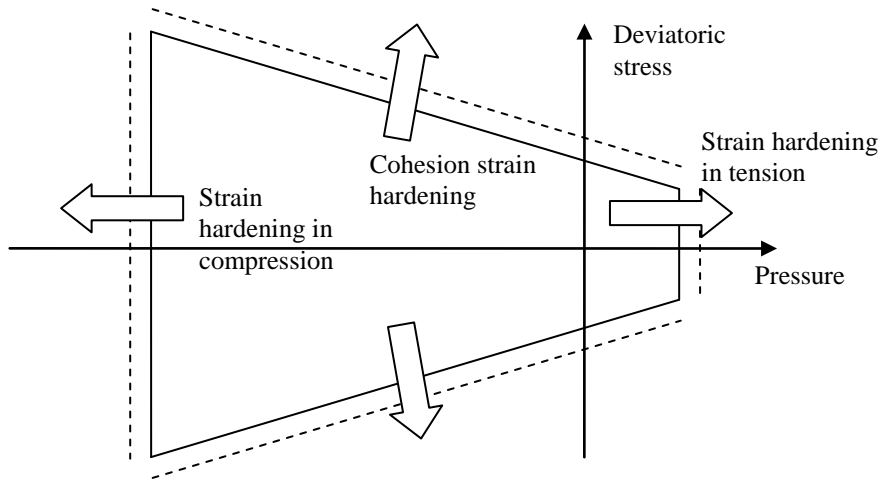 Deviatoric
stress
Strain hardening
in tension
Cohesion strain
hardening
Strain
hardening in
compression
Pressure